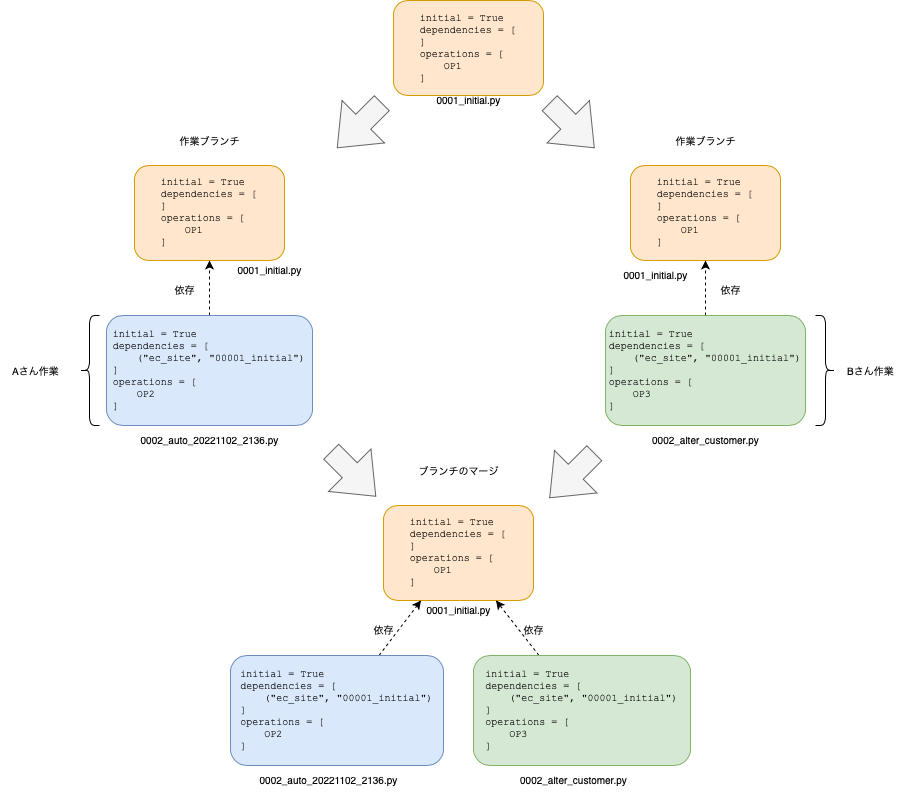 initial = True
dependencies = [
]
operations = [
    OP1
]
0001_initial.py
作業ブランチ
initial = True
dependencies = [
]
operations = [
    OP1
]
0001_initial.py
依存
Aさん作業
initial = True
dependencies = [
    ("ec_site", "00001_initial")
]
operations = [
    OP2
]
0002_auto_20221102_2136.py
作業ブランチ
initial = True
dependencies = [
]
operations = [
    OP1
]
0001_initial.py
依存
initial = True
dependencies = [
    ("ec_site", "00001_initial")
]
operations = [
    OP3
]
Bさん作業
0002_alter_customer.py
ブランチのマージ
initial = True
dependencies = [
]
operations = [
    OP1
]
0001_initial.py
依存
依存
initial = True
dependencies = [
    ("ec_site", "00001_initial")
]
operations = [
    OP2
]
0002_auto_20221102_2136.py
initial = True
dependencies = [
    ("ec_site", "00001_initial")
]
operations = [
    OP3
]
0002_alter_customer.py